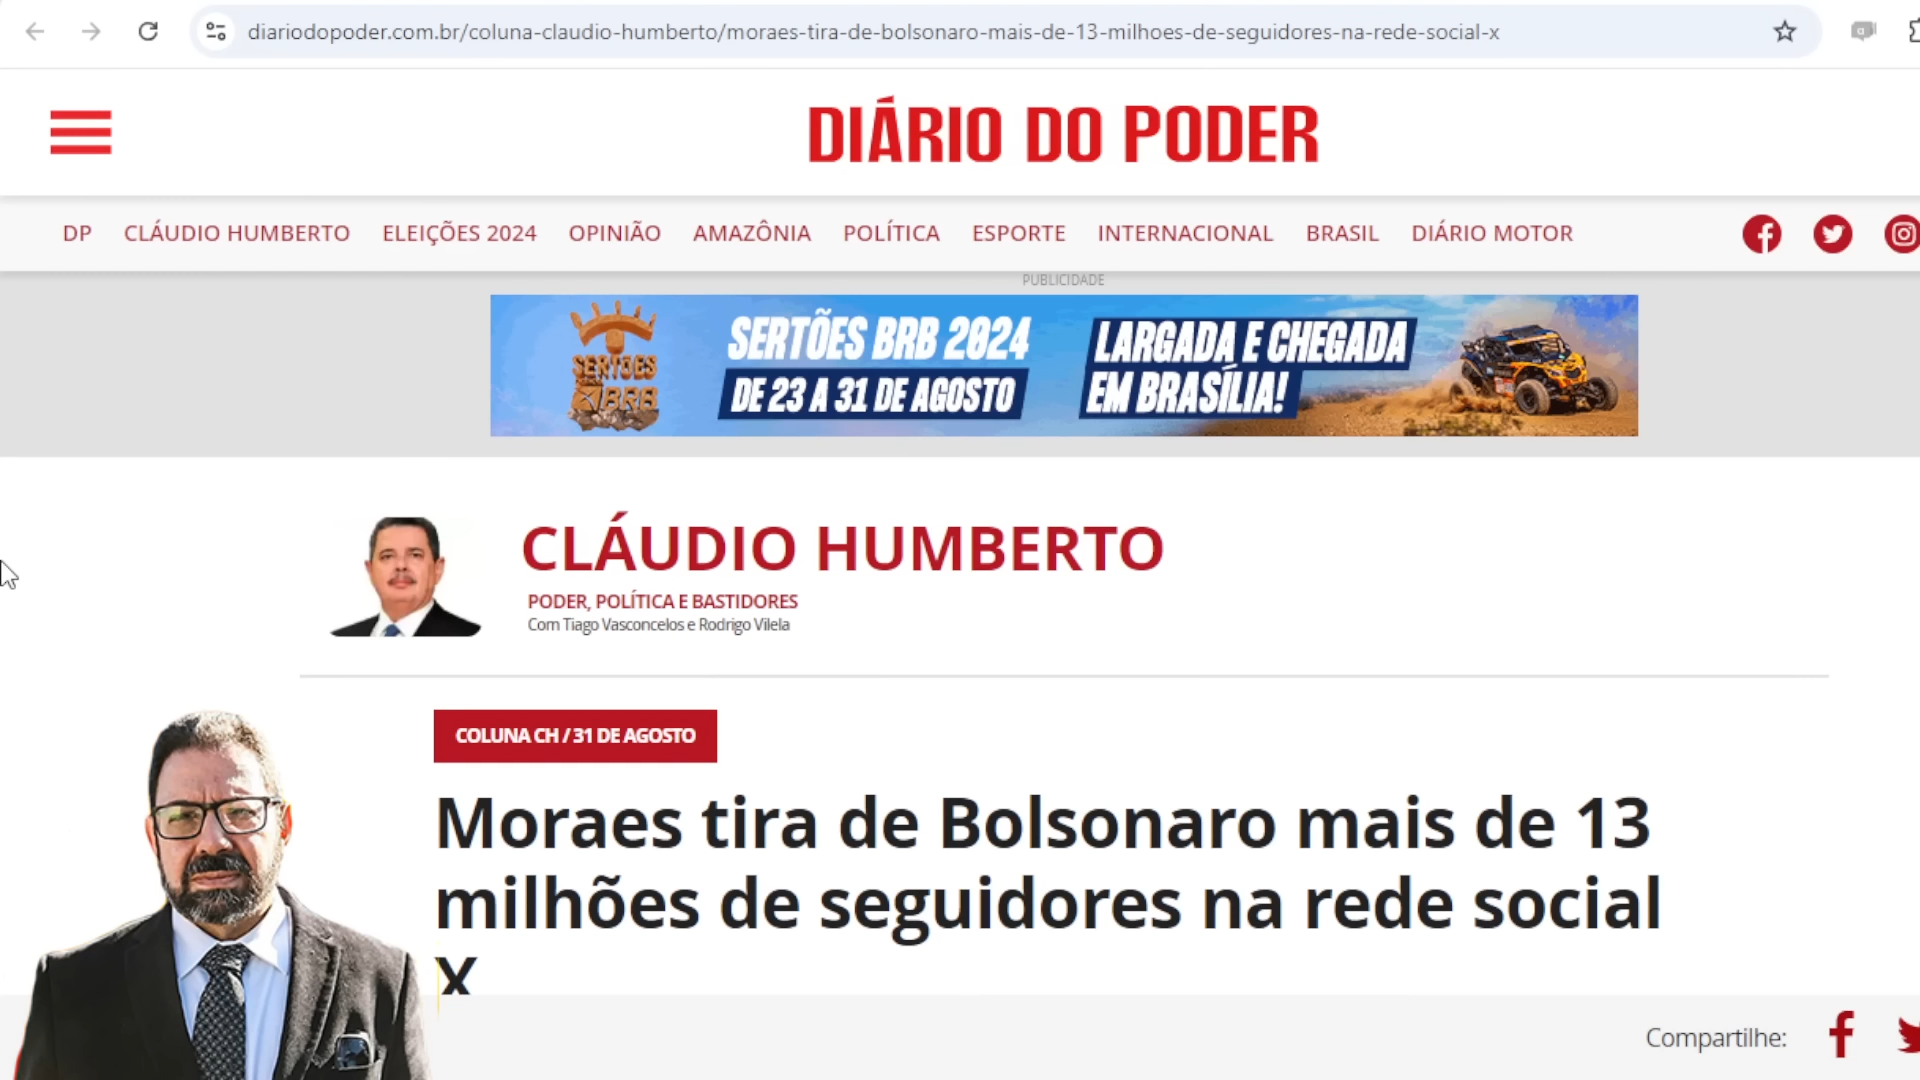 diariodopoder.com.br/coluna-claudio-humberto/moraes-tira-de-bolsonaro-mais-de-13-milhoes-de-seguidores-na-rede-social-x
DIÁRIO DO PODER
DP CLÁUDIO HUMBERTO ELEIÇÕES 2024 OPINIÃO AMAZÔNIA POLÍTICA ESPORTE INTERNACIONAL BRASIL DIÁRIO MOTOR
PUBLICIDADE
SERTÕES BRB
SERTÕES BRB 2024
DE 23 A 31 DE AGOSTO
LARGADA E CHEGADA
EM BRASÍLIA!
CLÁUDIO HUMBERTO
PODER, POLÍTICA E BASTIDORES
Com Tiago Vasconcelos e Rodrigo Vilela
COLUNA CH / 31 DE AGOSTO
Moraes tira de Bolsonaro mais de 13
milhões de seguidores na rede social
X
Compartilhe: